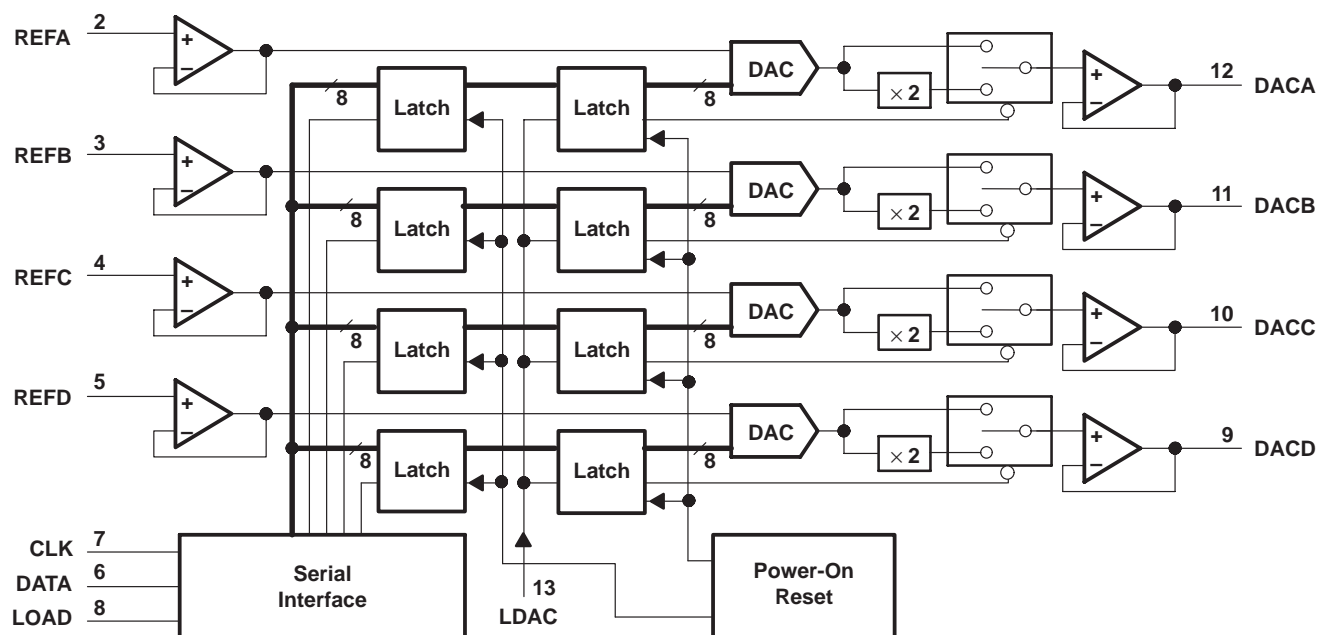 REFA 2 + − DAC × 2 + − 12 DACA
8 Latch Latch 8
REFB 3 + − DAC × 2 + − 11 DACB
8 Latch Latch 8
REFC 4 + − DAC × 2 + − 10 DACC
8 Latch Latch 8
REFD 5 + − DAC × 2 + − 9 DACD
8 Latch Latch 8
CLK 7
DATA 6
LOAD 8
Serial
Interface
13
LDAC
Power-On
Reset